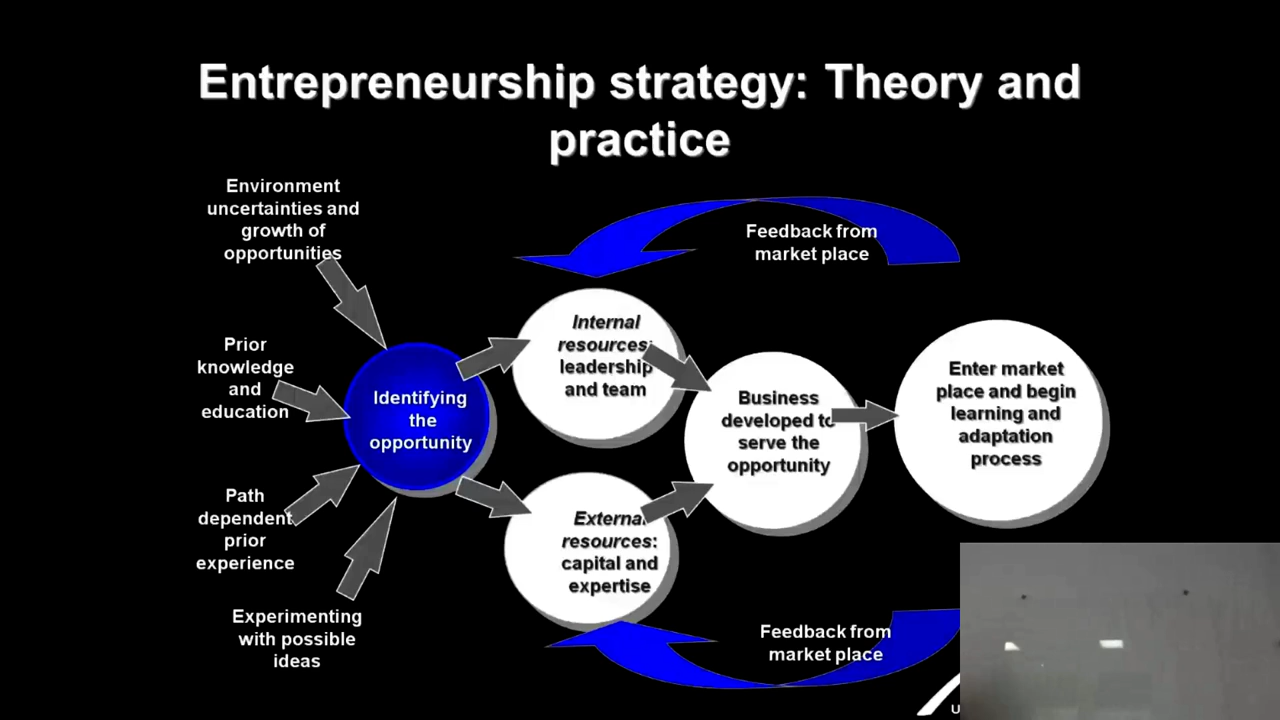 Entrepreneurship strategy: Theory and
practice
Environment
uncertainties and
growth of
opportunities
Feedback from
market place
Prior
knowledge
and
education
Identifying
the
opportunity
Internal
resources:
leadership
and team
Business
developed to
serve the
opportunity
Enter market
place and begin
learning and
adaptation
process
Path
dependent
prior
experience
External
resources:
capital and
expertise
Experimenting
with possible
ideas
Feedback from
market place